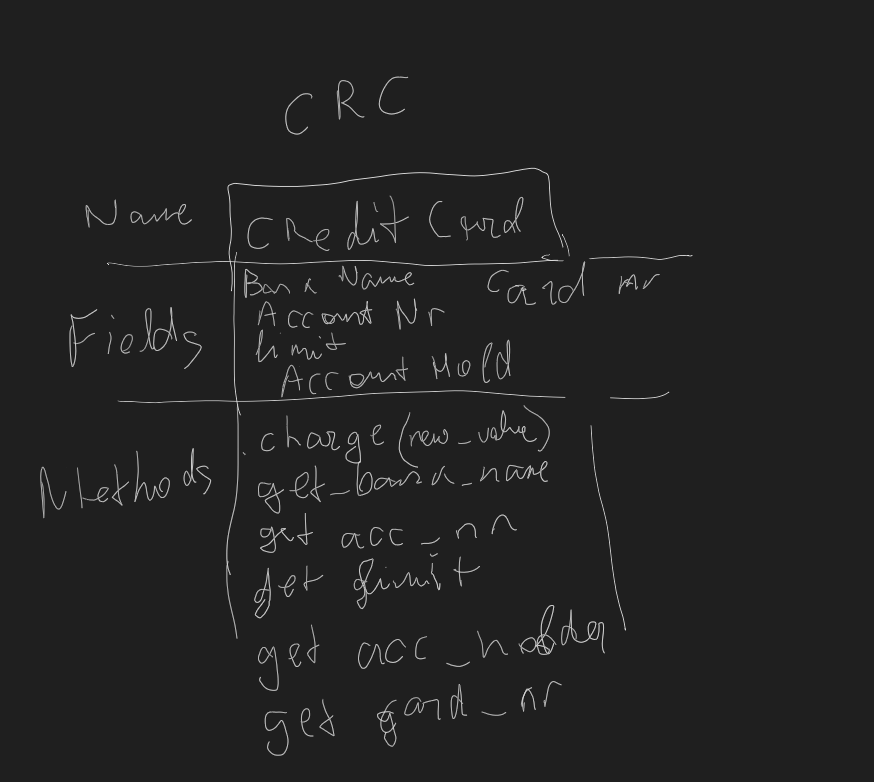 CRC
Name
Credit Card
Fields
Bank Name
Card nr
Account Nr
limit
Account Hold
Methods
charge (new_value)
get_bank_name
get acc_nr
get limit
get acc_holder
get card_nr